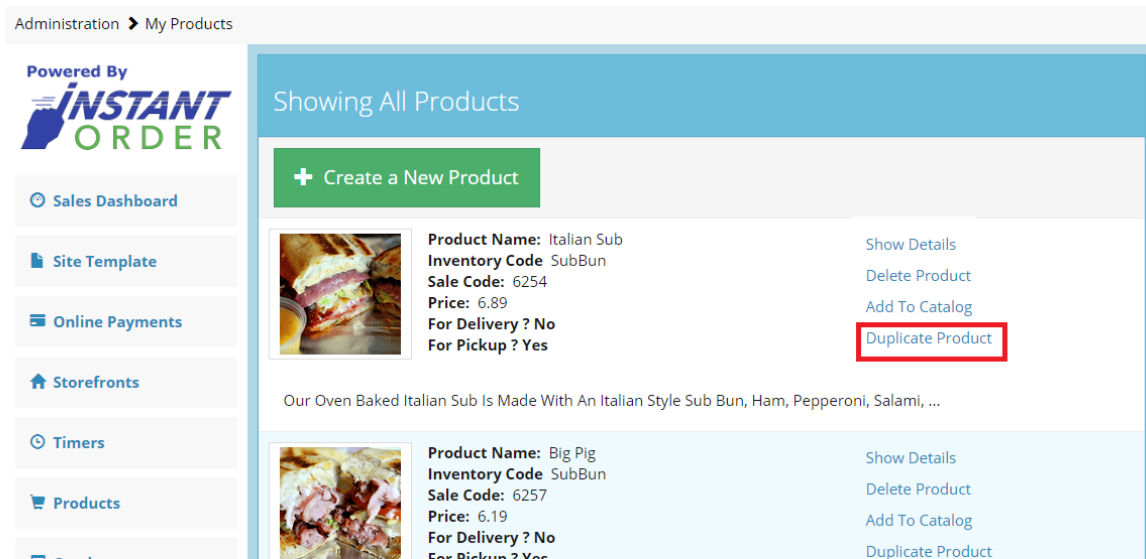 Administration > My Products
Powered By
INSTANT
ORDER
Showing All Products
+ Create a New Product
Sales Dashboard
Site Template
Online Payments
Storefronts
Timers
Products
Product Name: Italian Sub
Inventory Code SubBun
Sale Code: 6254
Price: 6.89
For Delivery ? No
For Pickup ? Yes
Show Details
Delete Product
Add To Catalog
Duplicate Product
Our Oven Baked Italian Sub Is Made With An Italian Style Sub Bun, Ham, Pepperoni, Salami, ...
Product Name: Big Pig
Inventory Code SubBun
Sale Code: 6257
Price: 6.19
For Delivery ? No
For Pickup ? Yes
Show Details
Delete Product
Add To Catalog
Duplicate Product